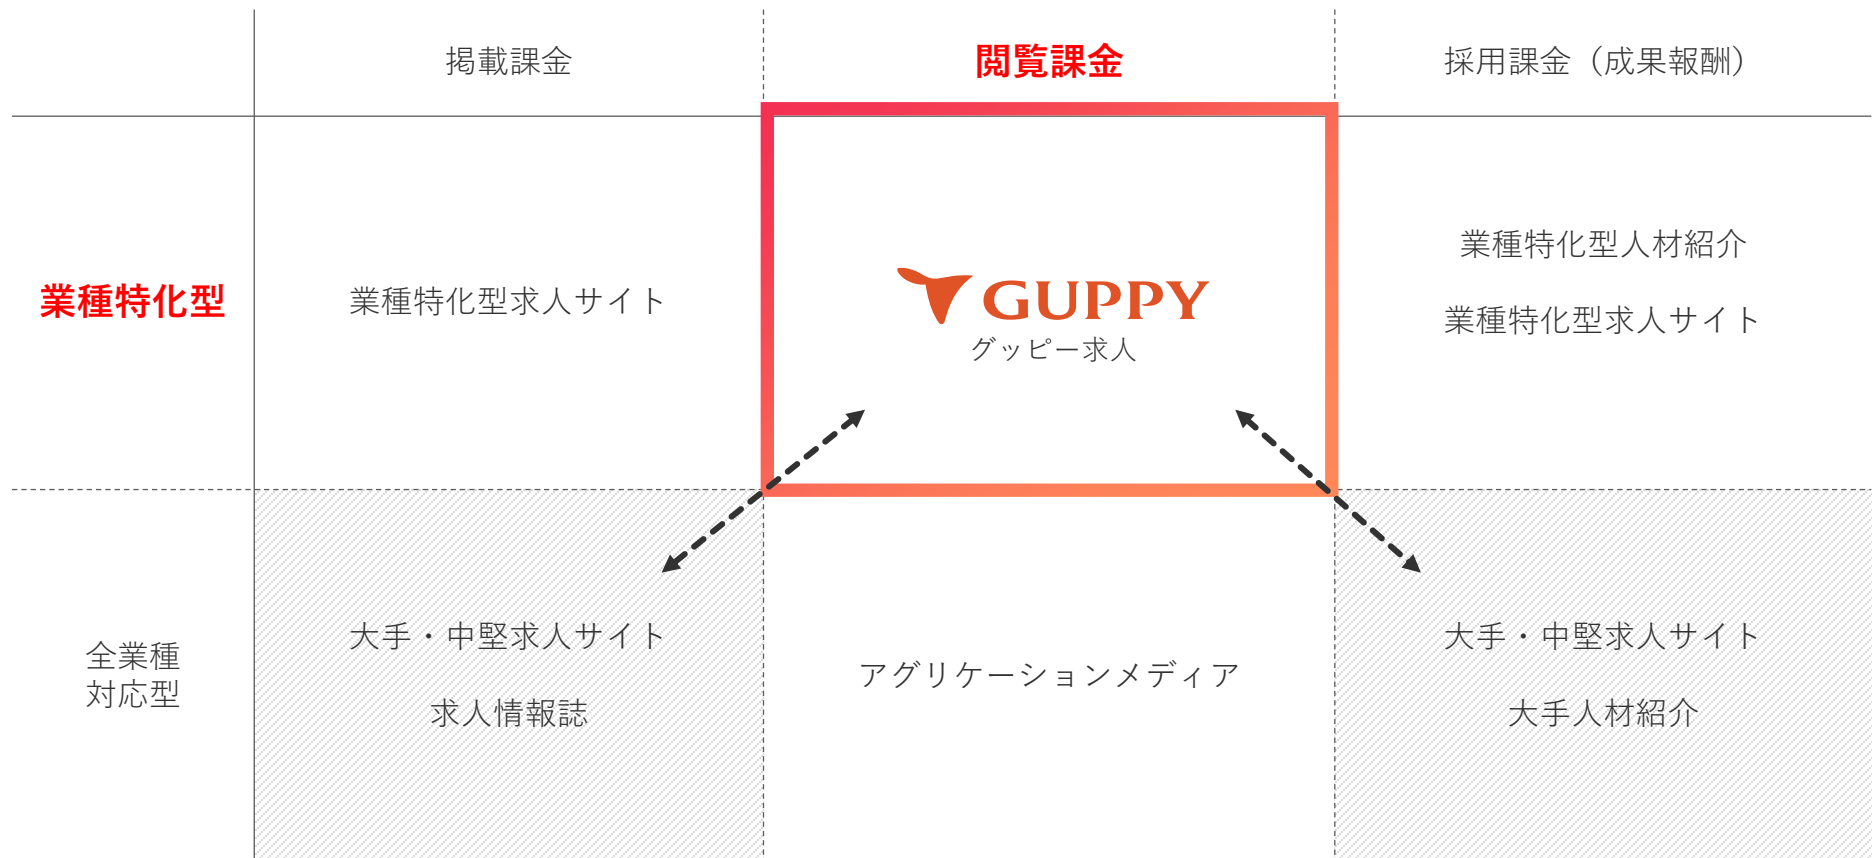 掲載課金
閲覧課金
採用課金（成果報酬）
業種特化型
業種特化型求人サイト
GUPPY
グッピー求人
業種特化型人材紹介
業種特化型求人サイト
全業種
対応型
大手・中堅求人サイト
求人情報誌
アグリケーションメディア
大手・中堅求人サイト
大手人材紹介